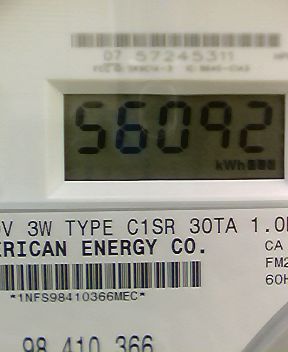 07 57245311
56092
kWh
V 3W TYPE C1SR 30TA 1.0
ERICAN ENERGY CO.
CA
FM2
60H
*1NFS98410366MEC*
98 410 366